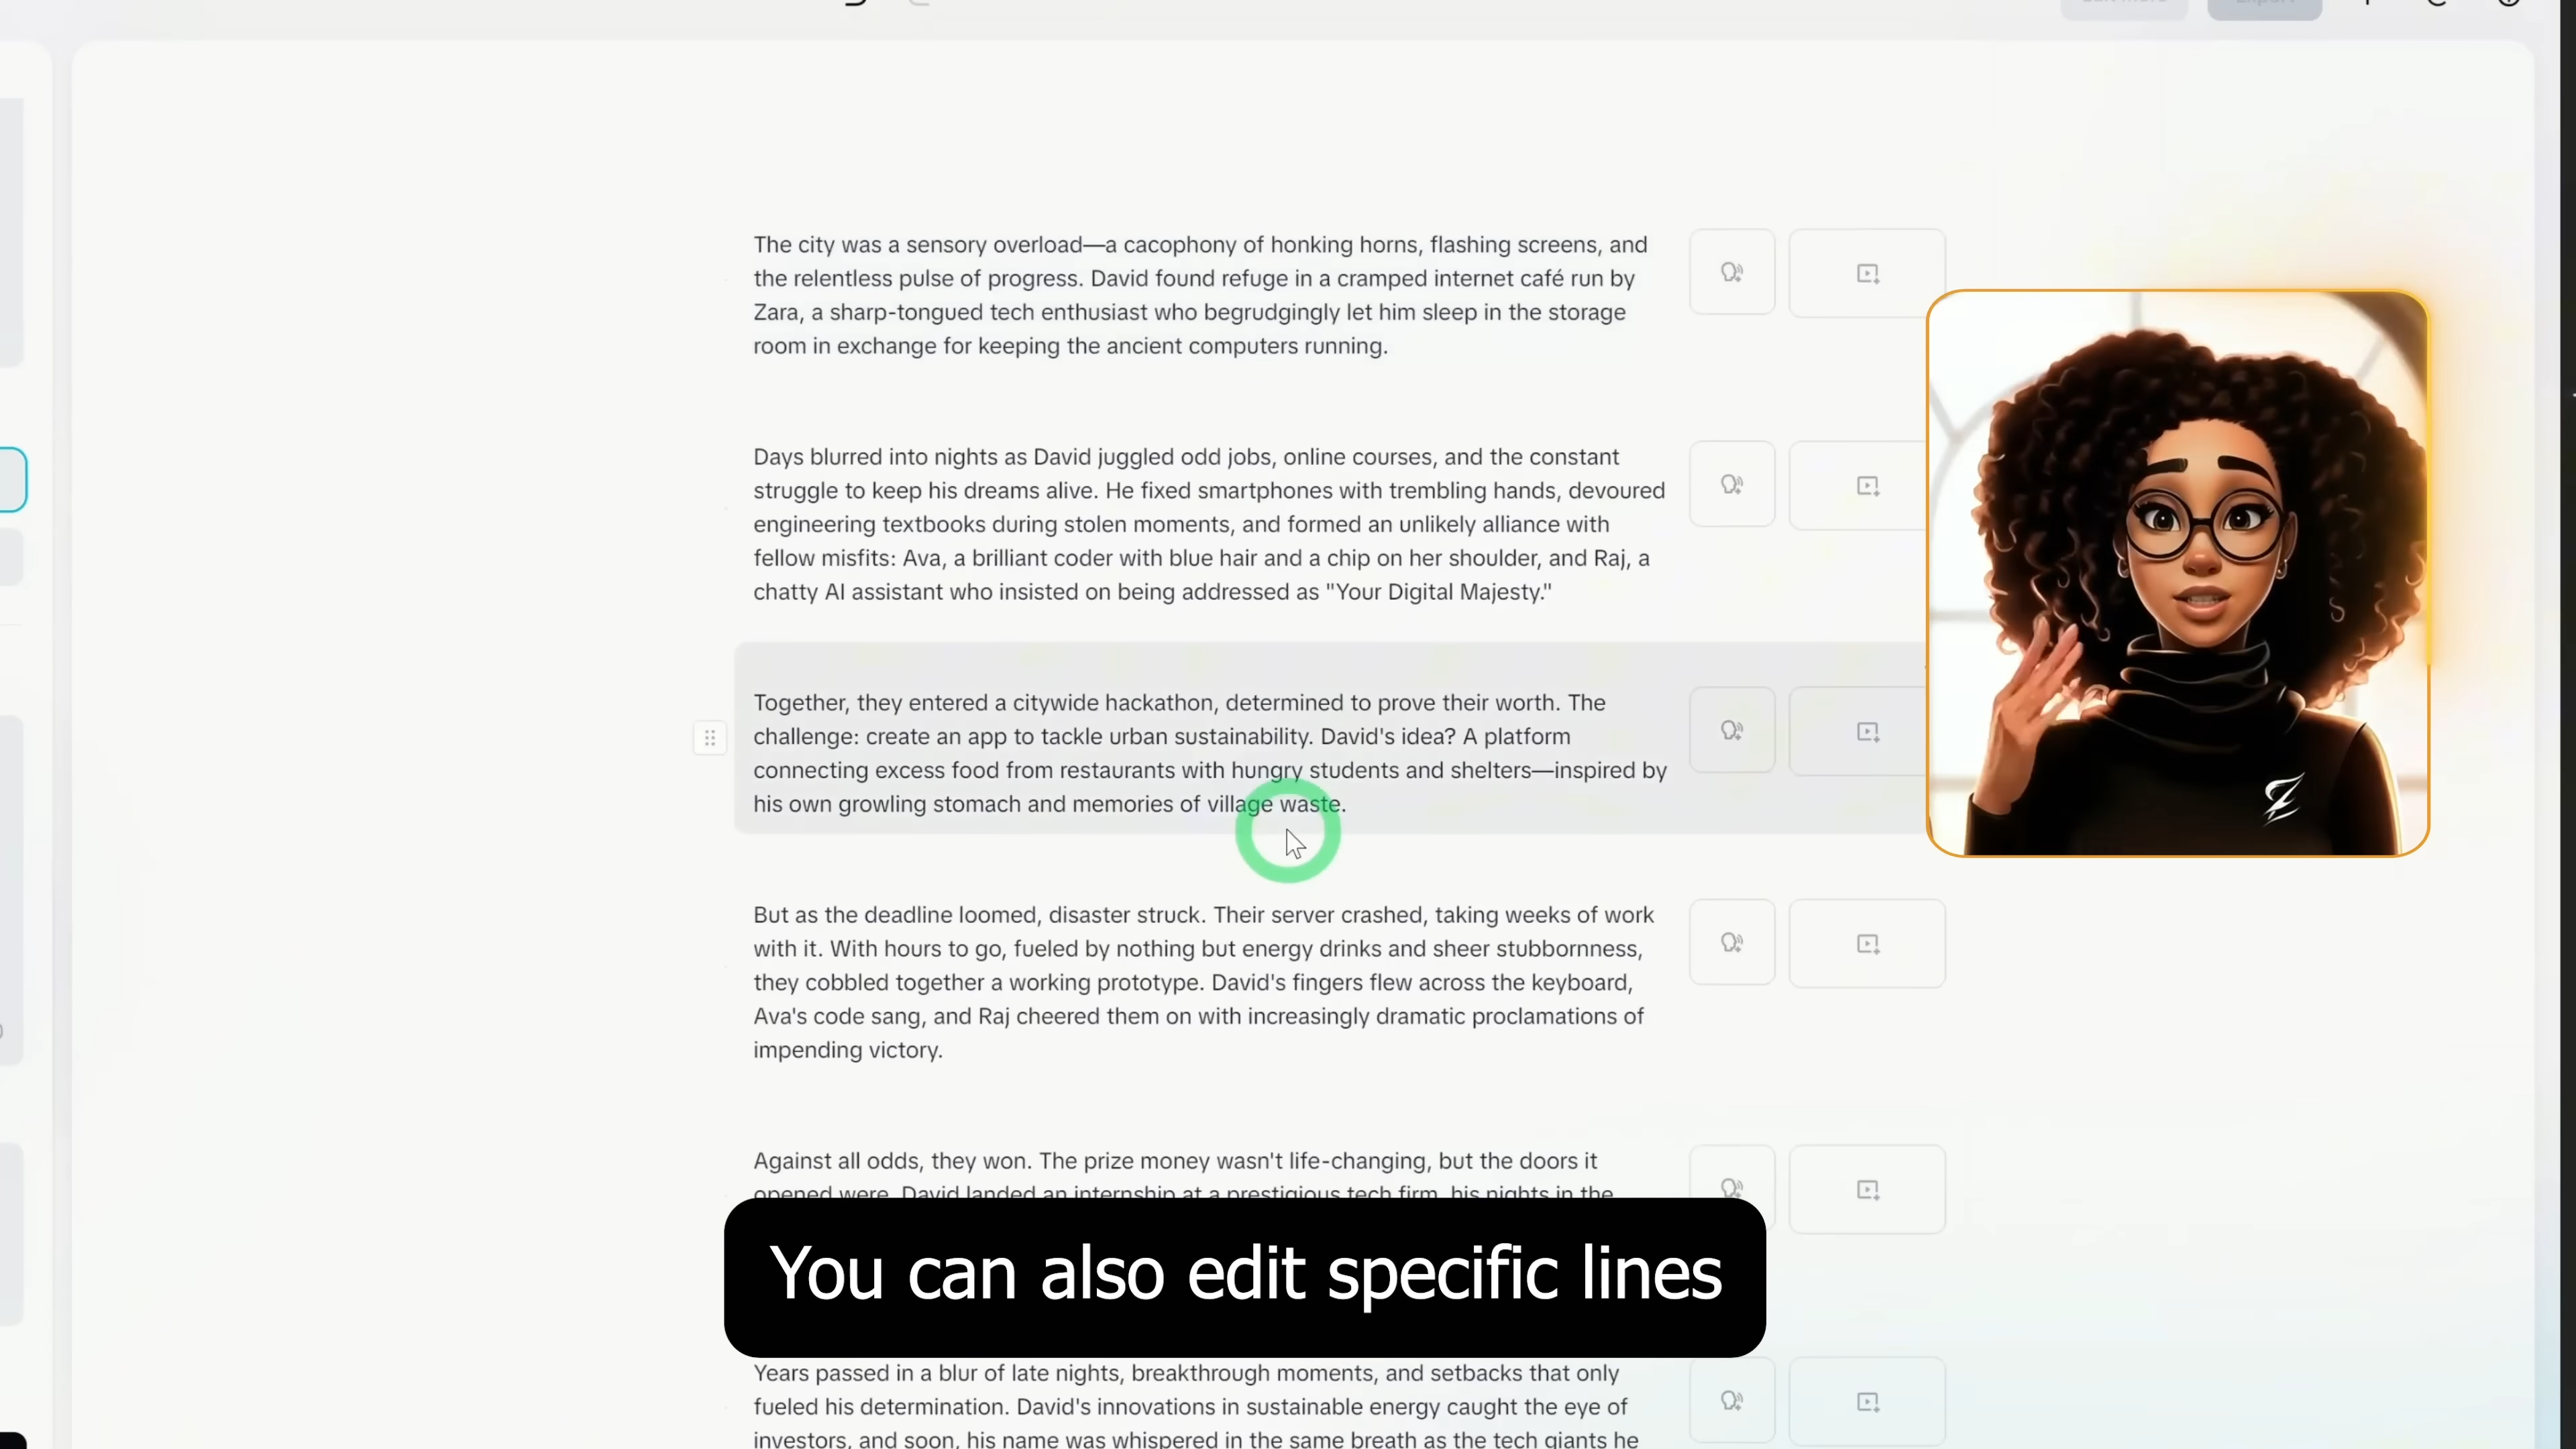 The city was a sensory overload—a cacophony of honking horns, flashing screens, and
the relentless pulse of progress. David found refuge in a cramped internet café run by
Zara, a sharp-tongued tech enthusiast who begrudgingly let him sleep in the storage
room in exchange for keeping the ancient computers running.
Days blurred into nights as David juggled odd jobs, online courses, and the constant
struggle to keep his dreams alive. He fixed smartphones with trembling hands, devoured
engineering textbooks during stolen moments, and formed an unlikely alliance with
fellow misfits: Ava, a brilliant coder with blue hair and a chip on her shoulder, and Raj, a
chatty AI assistant who insisted on being addressed as "Your Digital Majesty."
Together, they entered a citywide hackathon, determined to prove their worth. The
challenge: create an app to tackle urban sustainability. David's idea? A platform
connecting excess food from restaurants with hungry students and shelters—inspired by
his own growling stomach and memories of village waste.
But as the deadline loomed, disaster struck. Their server crashed, taking weeks of work
with it. With hours to go, fueled by nothing but energy drinks and sheer stubbornness,
they cobbled together a working prototype. David's fingers flew across the keyboard,
Ava's code sang, and Raj cheered them on with increasingly dramatic proclamations of
impending victory.
Against all odds, they won. The prize money wasn't life-changing, but the doors it
opened were. David landed an internship at a prestigious tech firm, his nights in the
You can also edit specific lines
Years passed in a blur of late nights, breakthrough moments, and setbacks that only
fueled his determination. David's innovations in sustainable energy caught the eye of
investors, and soon, his name was whispered in the same breath as the tech giants he